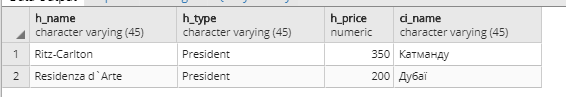 h_name h_type h_price ci_name
character varying (45) character varying (45) numeric character varying (45)
1 Ritz-Carlton President 350 Катманду
2 Residenza d`Arte President 200 Дубаї